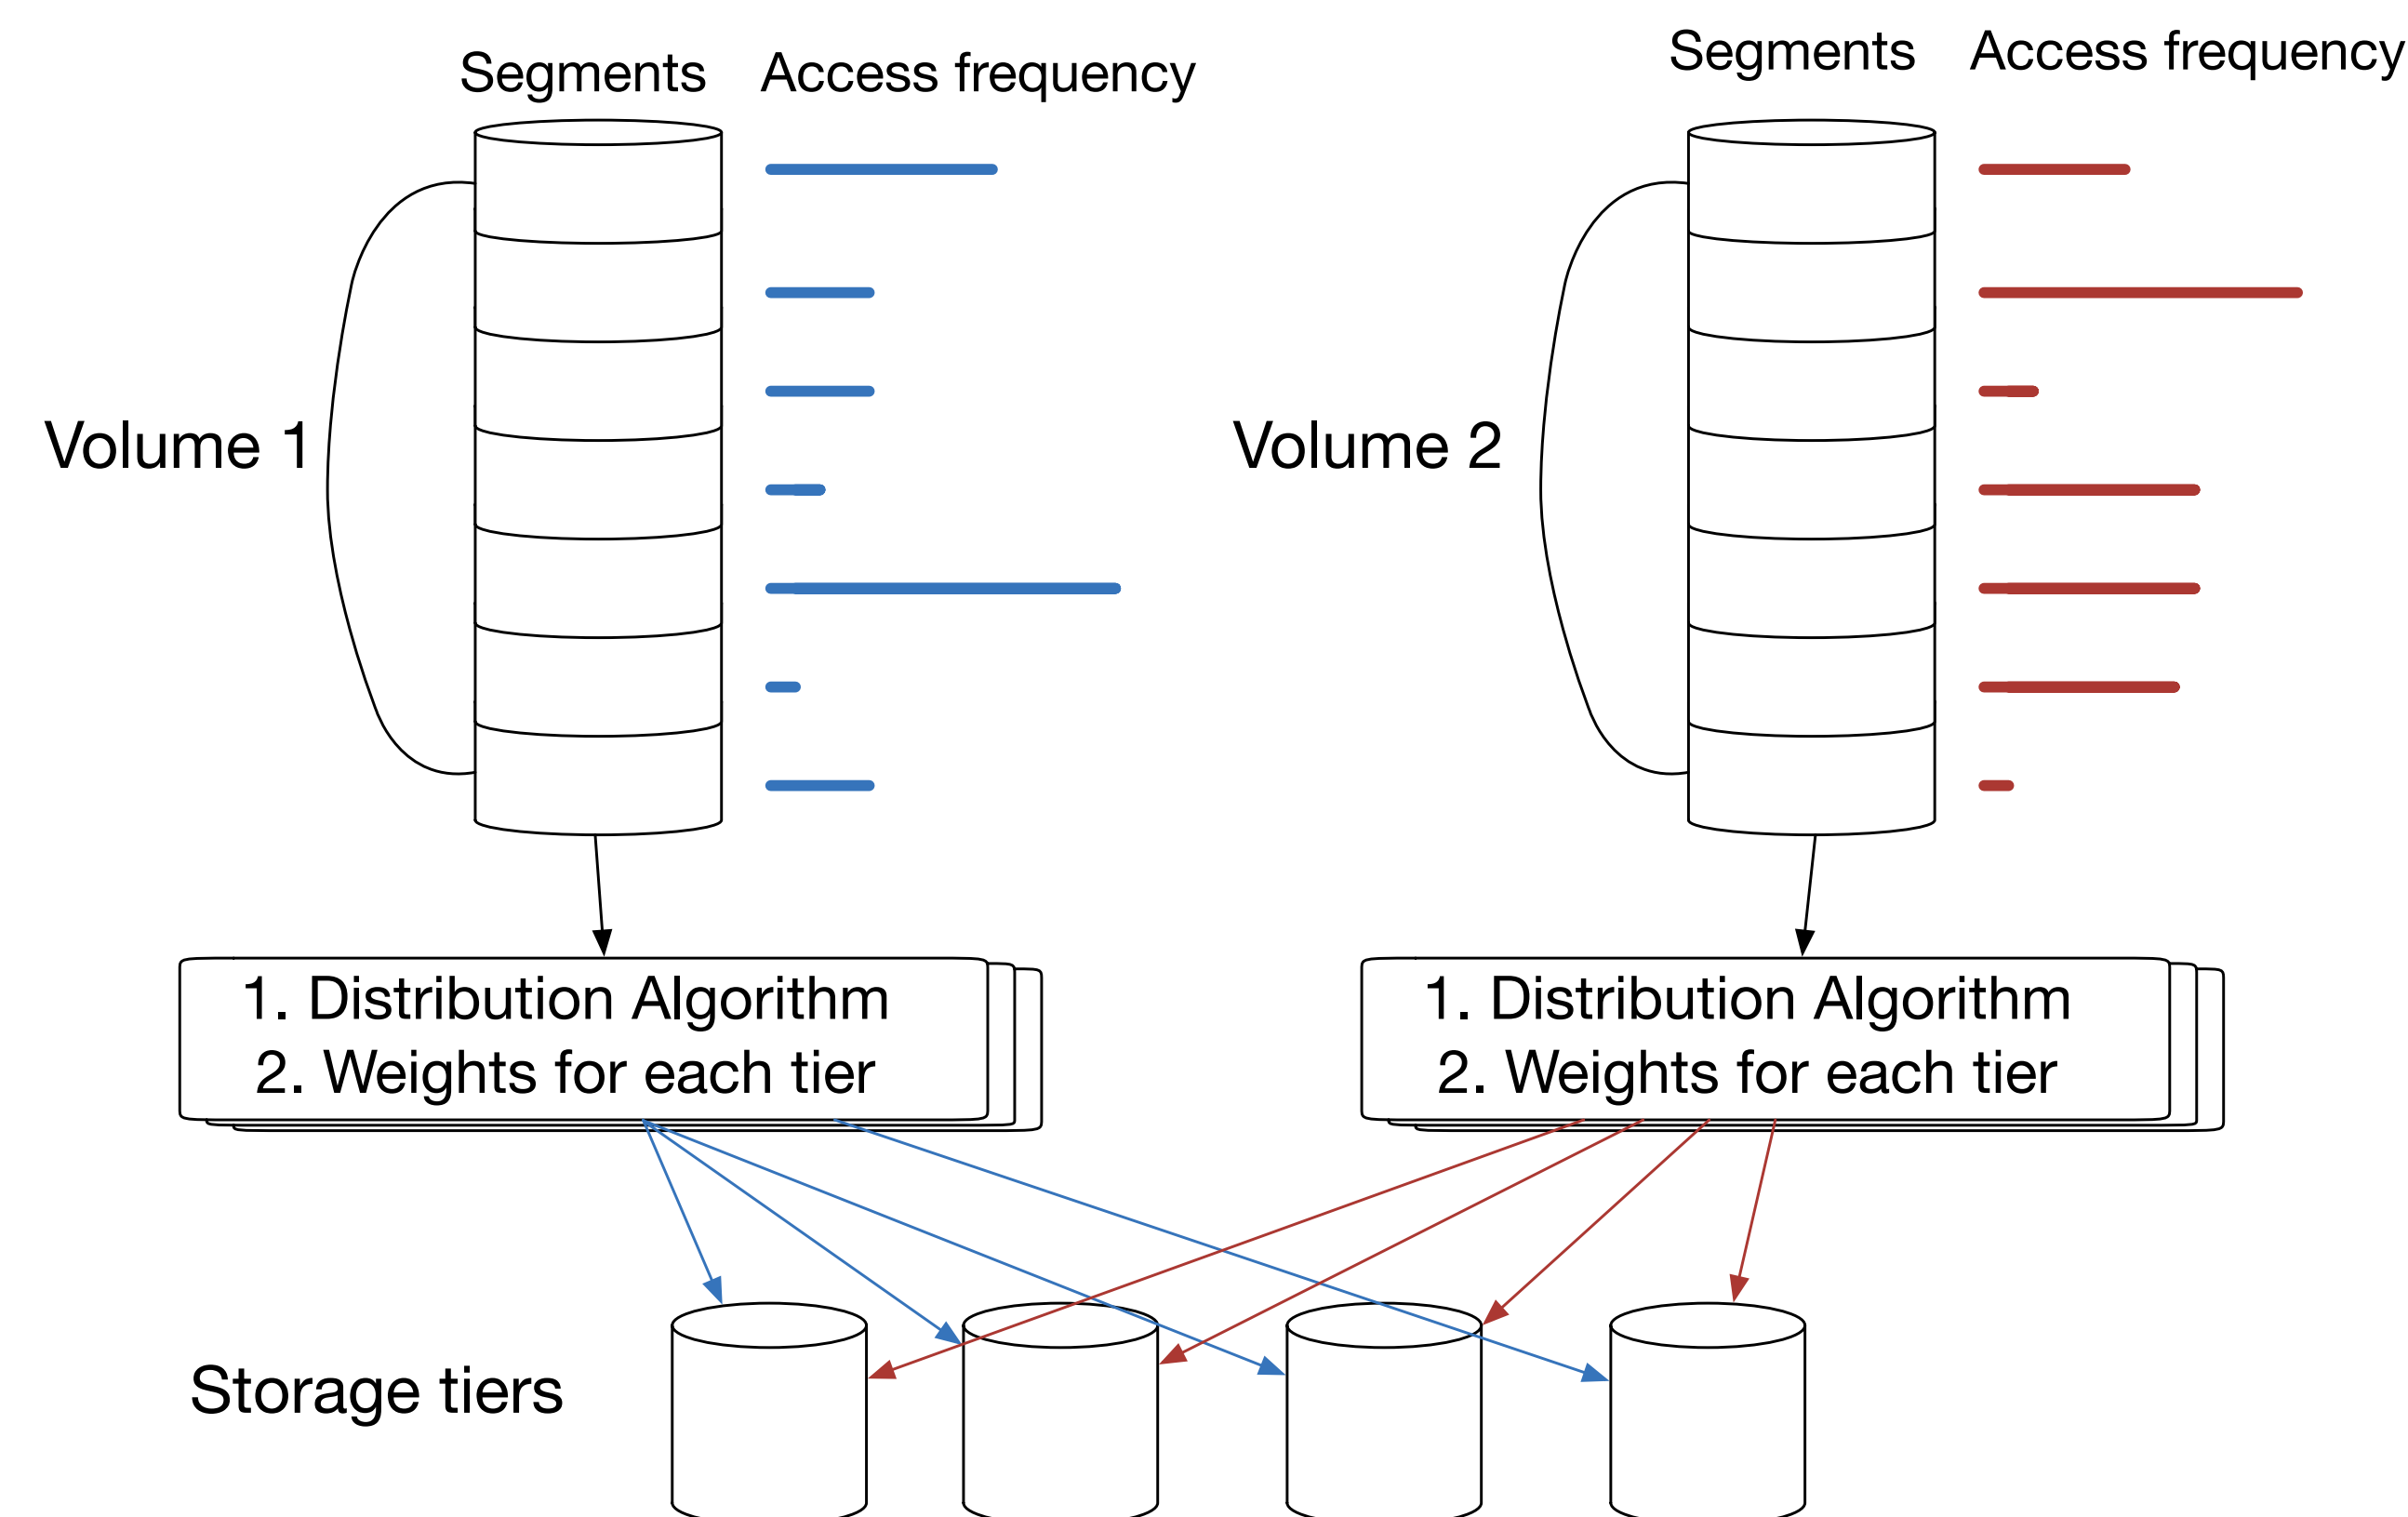 Segments Access frequency
Segments Access frequency
Volume 1
Volume 2
1. Distribution Algorithm
2. Weights for each tier
1. Distribution Algorithm
2. Weights for each tier
Storage tiers